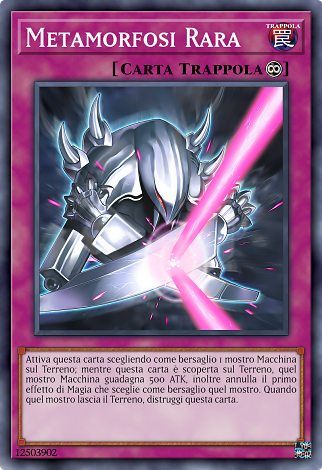 Metamorfosi Rara
TRAPPOLA
罠
[Carta Trappola]
Attiva questa carta scegliendo come bersaglio 1 mostro Macchina
sul Terreno; mentre questa carta è scoperta sul Terreno, quel
mostro Macchina guadagna 500 ATK, inoltre annulla il primo
effetto di Magia che sceglie come bersaglio quel mostro. Quando
quel mostro lascia il Terreno, distruggi questa carta.
12503902